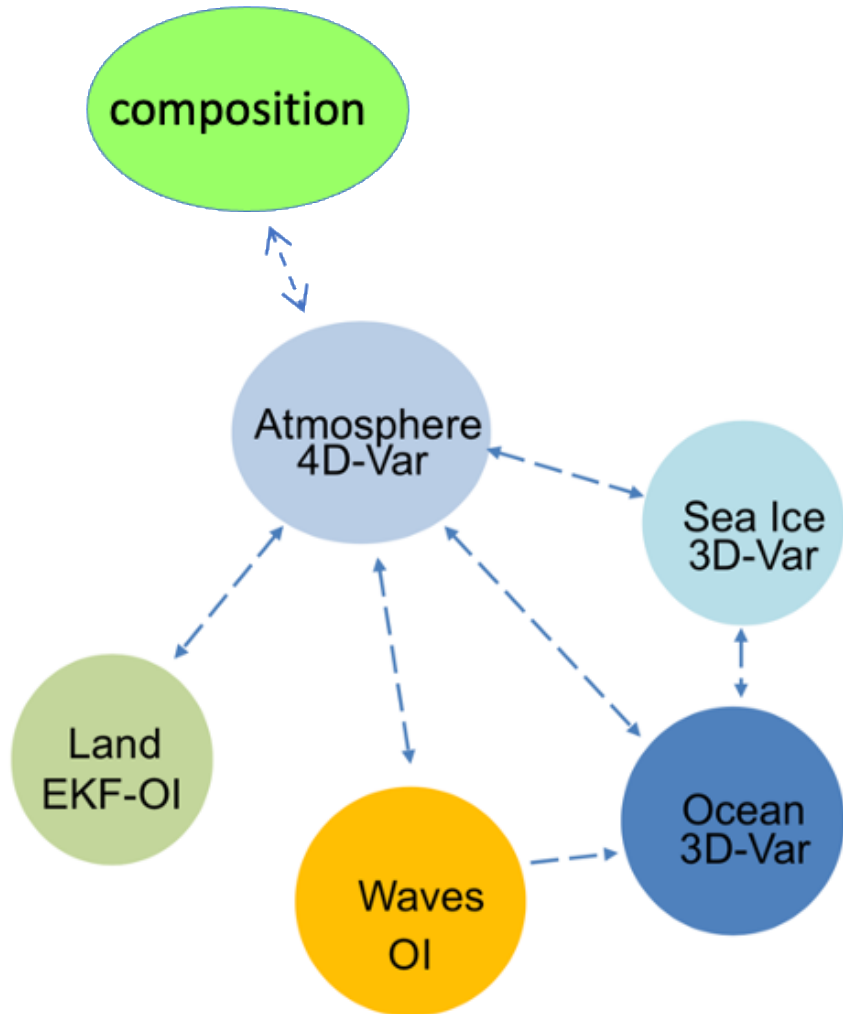 composition
Atmosphere
4D-Var
Sea Ice
3D-Var
Land
EKF-OI
Ocean
3D-Var
Waves
OI